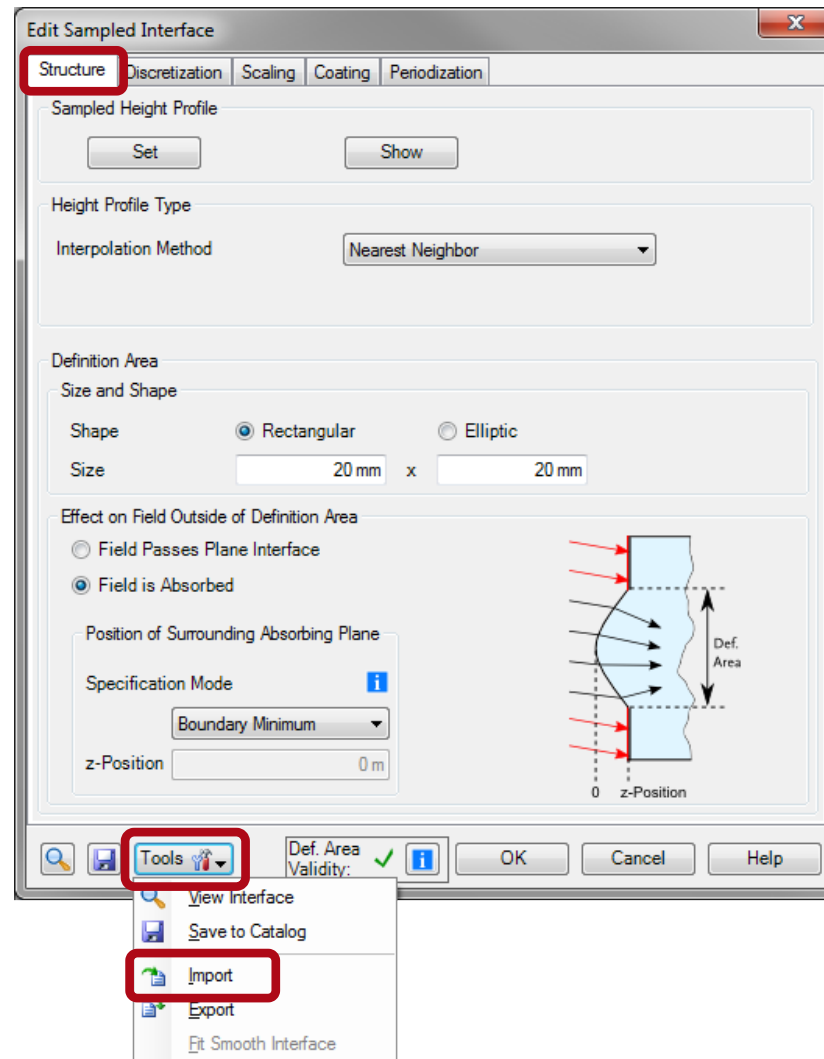 Edit Sampled Interface
Structure Discretization Scaling Coating Periodization
Sampled Height Profile
Set Show
Height Profile Type
Interpolation Method Nearest Neighbor
Definition Area
Size and Shape
Shape Rectangular Elliptic
Size 20 mm x 20 mm
Effect on Field Outside of Definition Area
Field Passes Plane Interface
Field is Absorbed
Position of Surrounding Absorbing Plane
Specification Mode
Boundary Minimum
z-Position 0 m
Def.
Area
0 z-Position
Tools Def. Area
Validity: OK Cancel Help
View Interface
Save to Catalog
Import
Export
Fit Smooth Interface